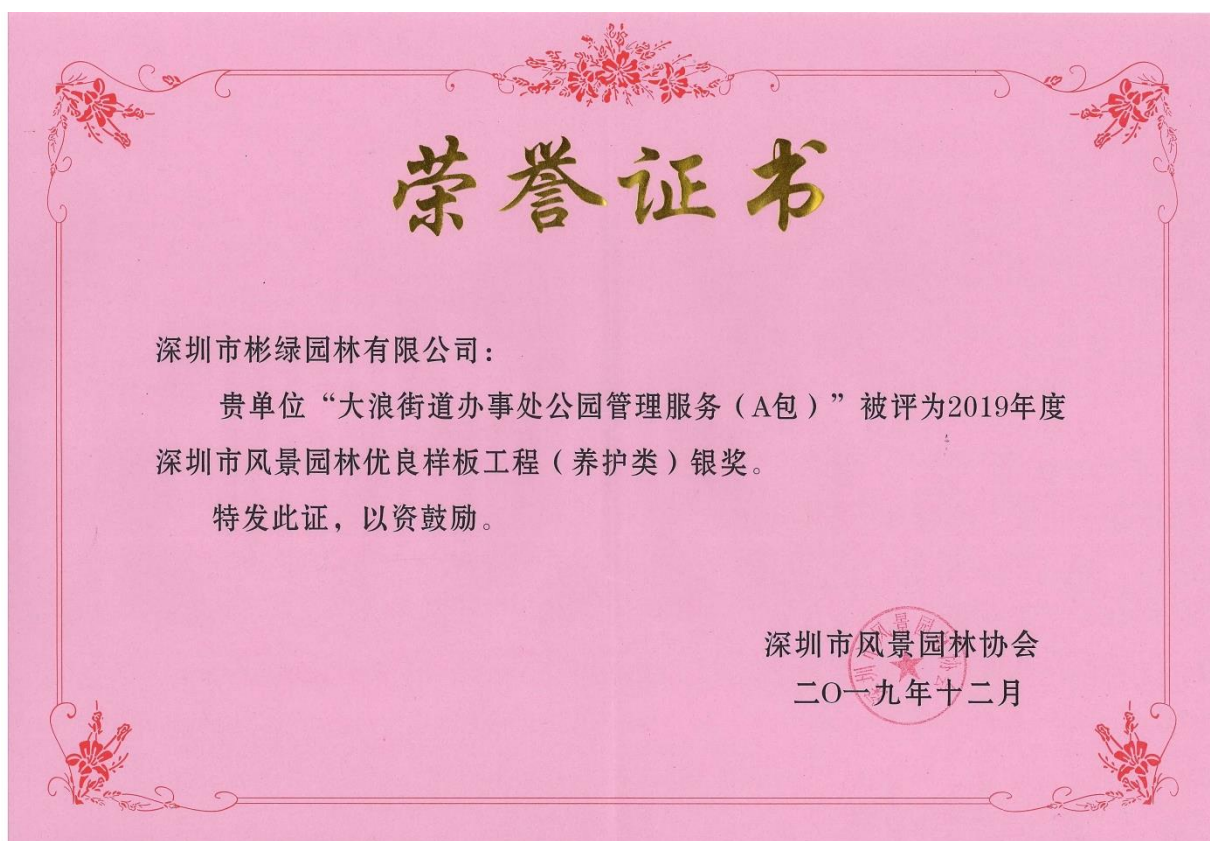 荣誉证书
深圳市彬绿园林有限公司：
贵单位“大浪街道办事处公园管理服务（A包）”被评为2019年度
深圳市风景园林优良样板工程（养护类）银奖。
特发此证，以资鼓励。
深圳市风景园林协会
二O一九年十二月